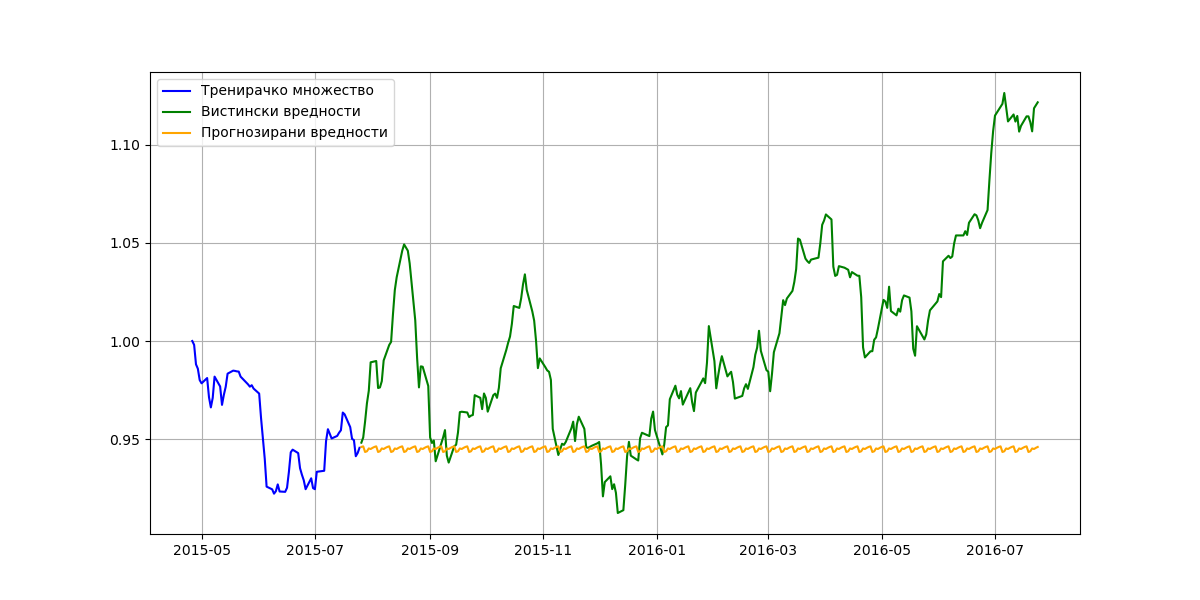 Тренирачко множество
Вистински вредности
Прогнозирани вредности
1.10
1.05
1.00
0.95
2015-05 2015-07 2015-09 2015-11 2016-01 2016-03 2016-05 2016-07